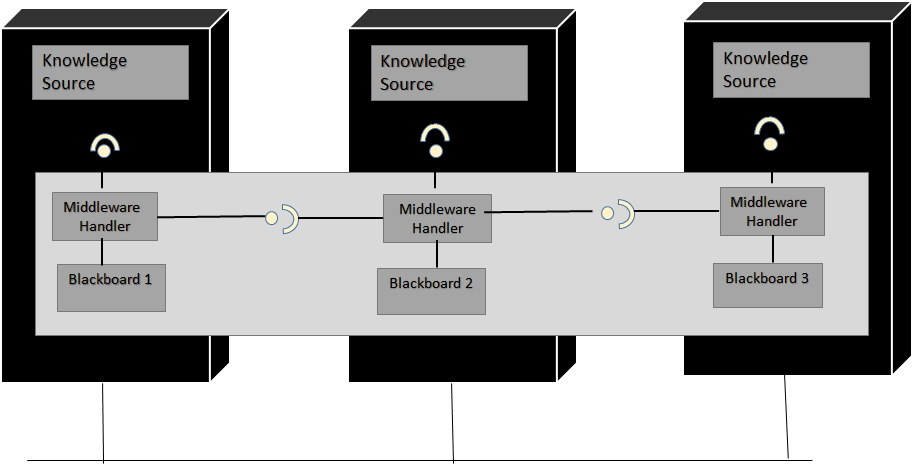 Knowledge
Source
Knowledge
Source
Knowledge
Source
Middleware
Handler
Middleware
Handler
Middleware
Handler
Blackboard 1
Blackboard 2
Blackboard 3